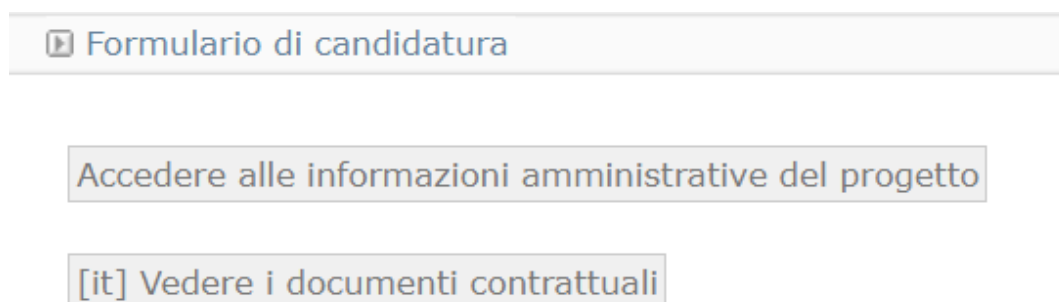 Formulario di candidatura
Accedere alle informazioni amministrative del progetto
[it] Vedere i documenti contrattuali